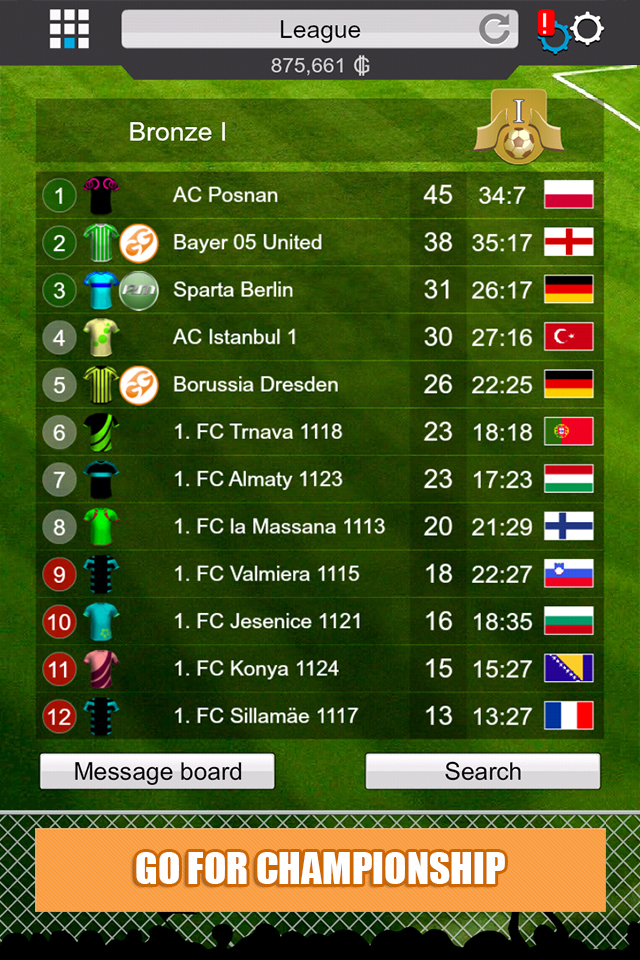 League
875,661
Bronze I
I
1 AC Posnan 45 34:7
2 Bayer 05 United 38 35:17
3 Sparta Berlin 31 26:17
4 AC Istanbul 1 30 27:16
5 Borussia Dresden 26 22:25
6 1. FC Trnava 1118 23 18:18
7 1. FC Almaty 1123 23 17:23
8 1. FC la Massana 1113 20 21:29
9 1. FC Valmiera 1115 18 22:27
10 1. FC Jesenice 1121 16 18:35
11 1. FC Konya 1124 15 15:27
12 1. FC Sillamäe 1117 13 13:27
Message board Search
GO FOR CHAMPIONSHIP